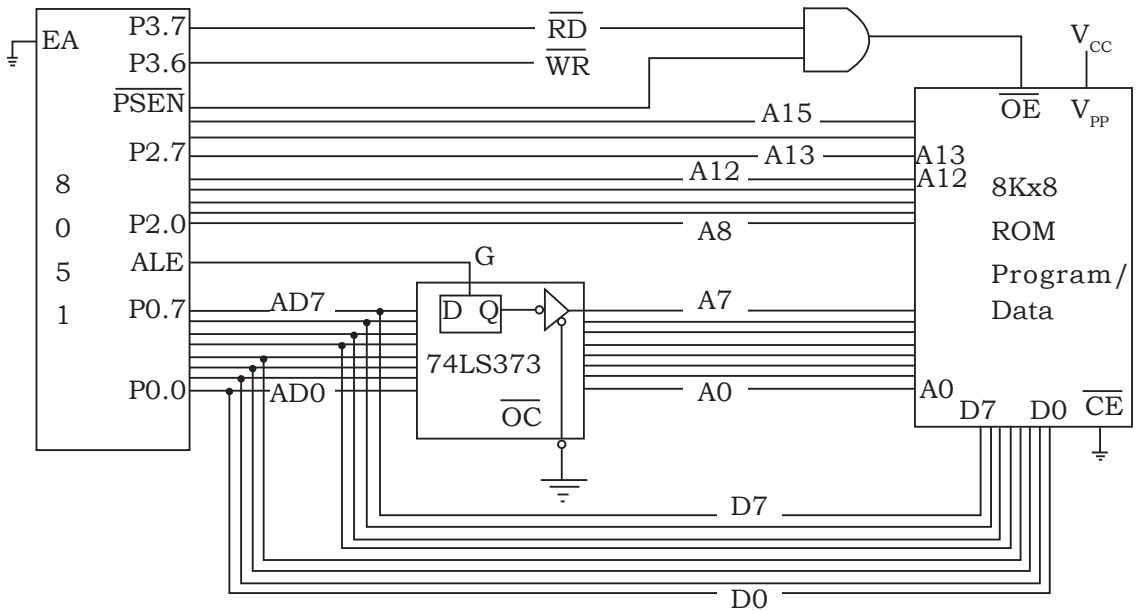 EA
P3.7
P3.6
PSEN
P2.7
P2.0
ALE
P0.7
P0.0
8
0
5
1
RD
WR
A15
A13
A12
A8
G
AD7
AD0
D Q
74LS373
OC
A7
A0
VCC
OE
VPP
A13
A12
8Kx8
ROM
Program/
Data
A0
D7
D0
CE
D7
D0